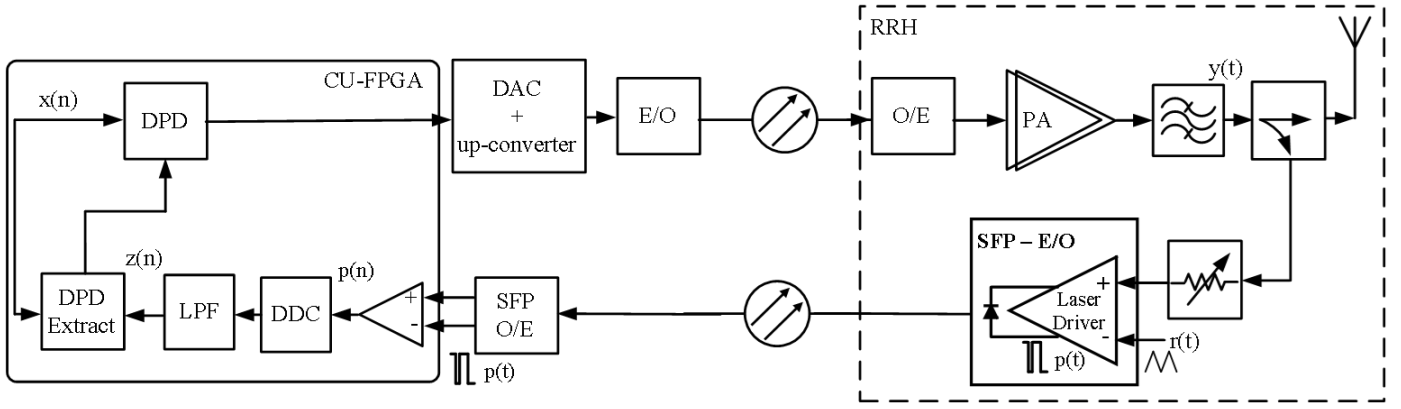 RRH
CU-FPGA
x(n)
DPD
DAC
+
up-converter
E/O
O/E
PA
y(t)
SFP – E/O
+
Laser
Driver
-
p(t)
r(t)
SFP
O/E
p(t)
+
-
p(n)
DDC
LPF
z(n)
DPD
Extract